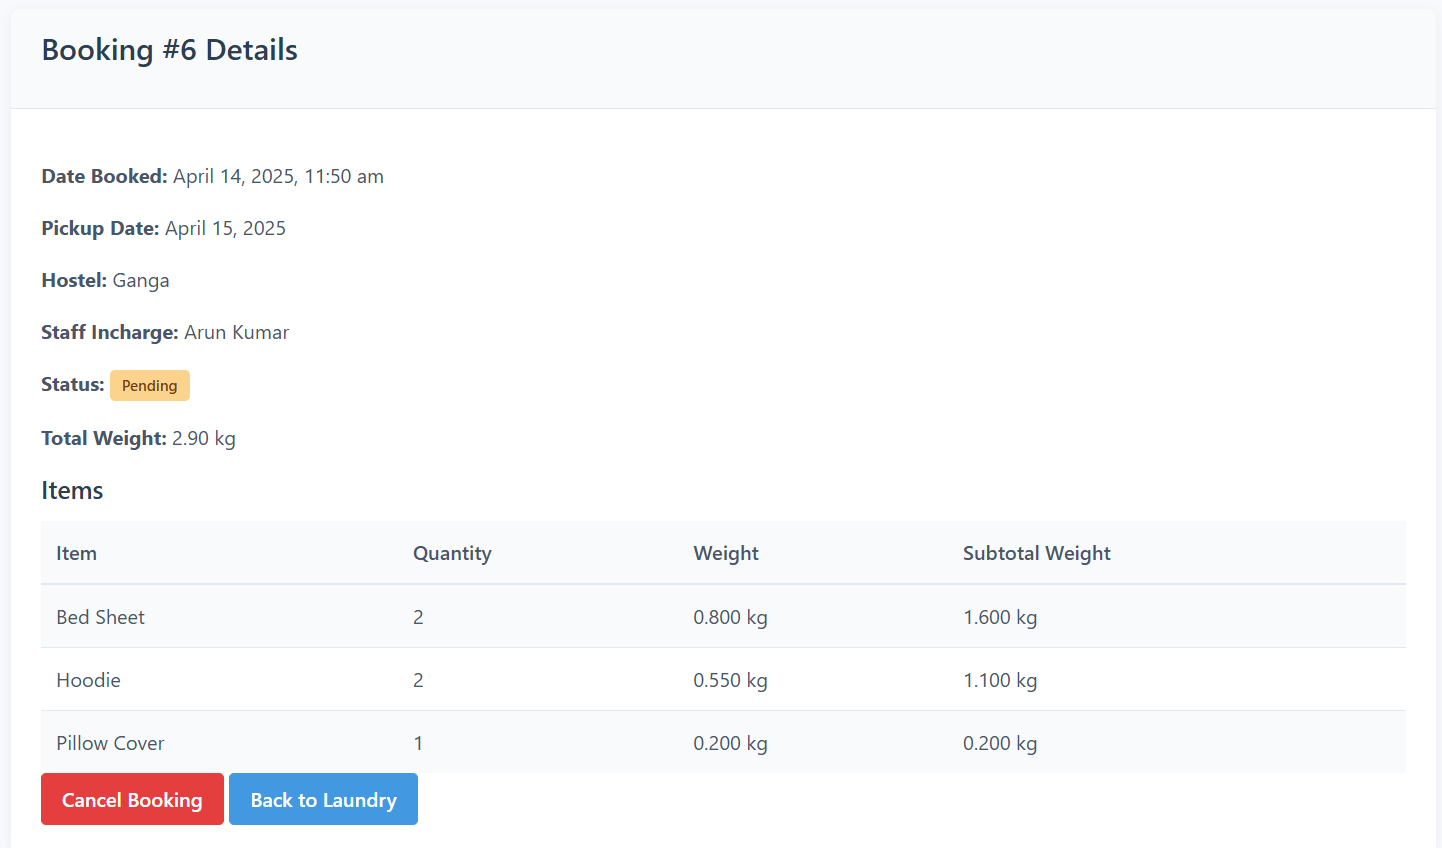 Booking #6 Details
Date Booked: April 14, 2025, 11:50 am
Pickup Date: April 15, 2025
Hostel: Ganga
Staff Incharge: Arun Kumar
Status: Pending
Total Weight: 2.90 kg
Items
Item Quantity Weight Subtotal Weight
Bed Sheet 2 0.800 kg 1.600 kg
Hoodie 2 0.550 kg 1.100 kg
Pillow Cover 1 0.200 kg 0.200 kg
Cancel Booking Back to Laundry